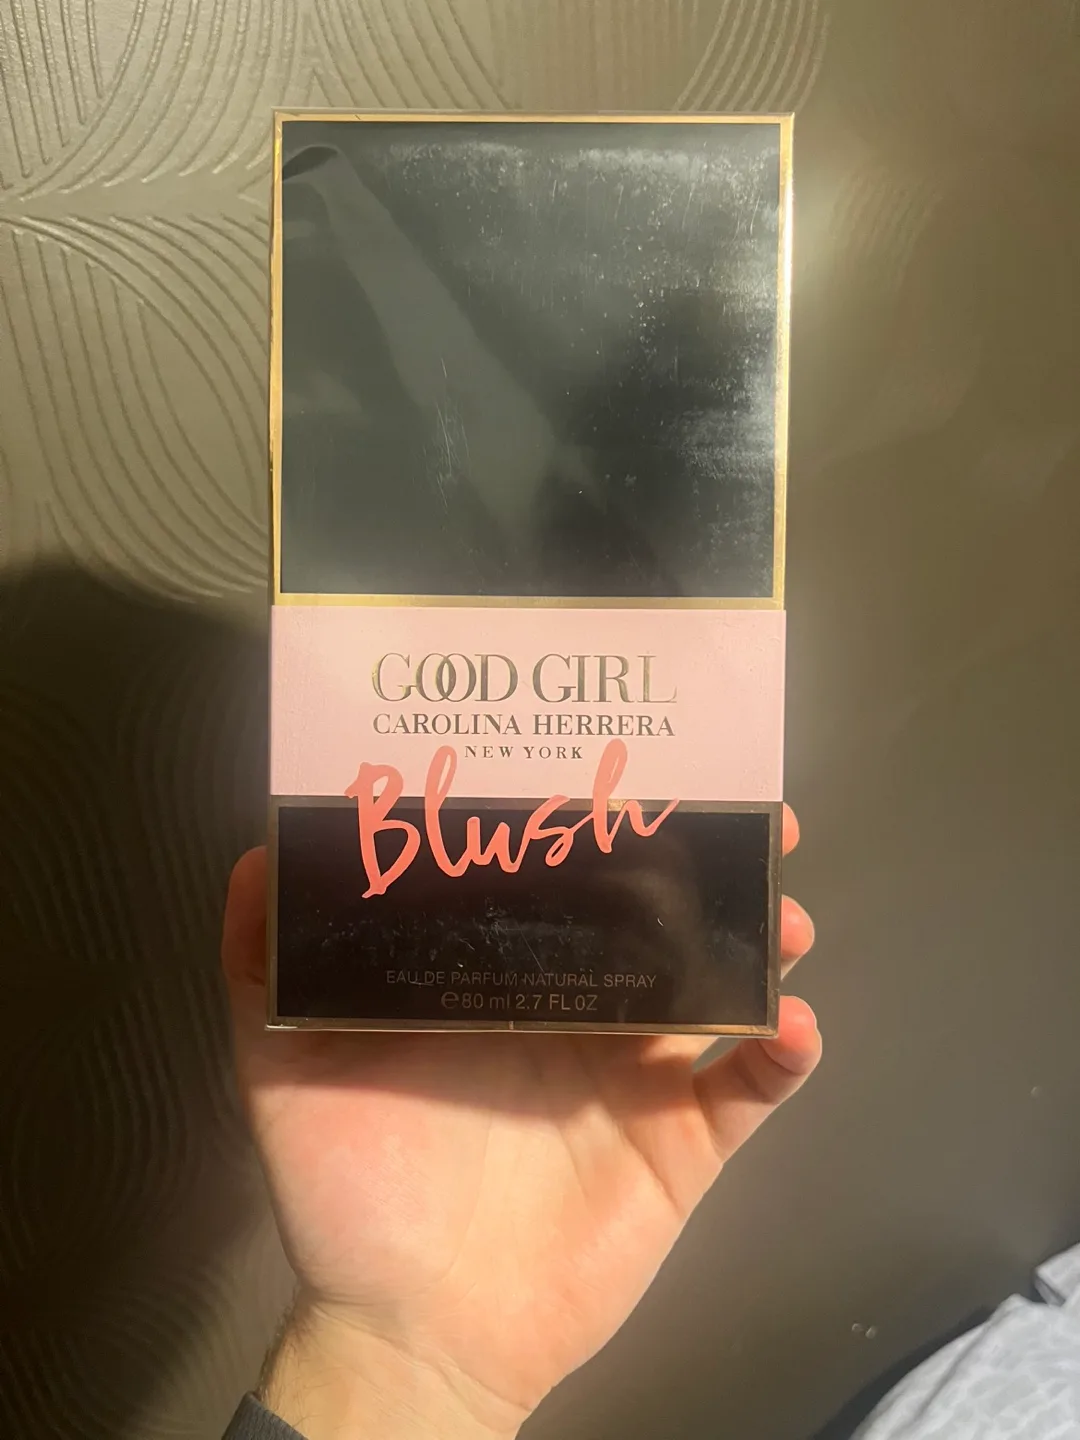 GOOD GIRL
CAROLINA HERRERA
NEW YORK
Blush
EAU DE PARFUM NATURAL SPRAY
℮80 ml 2.7 FL OZ